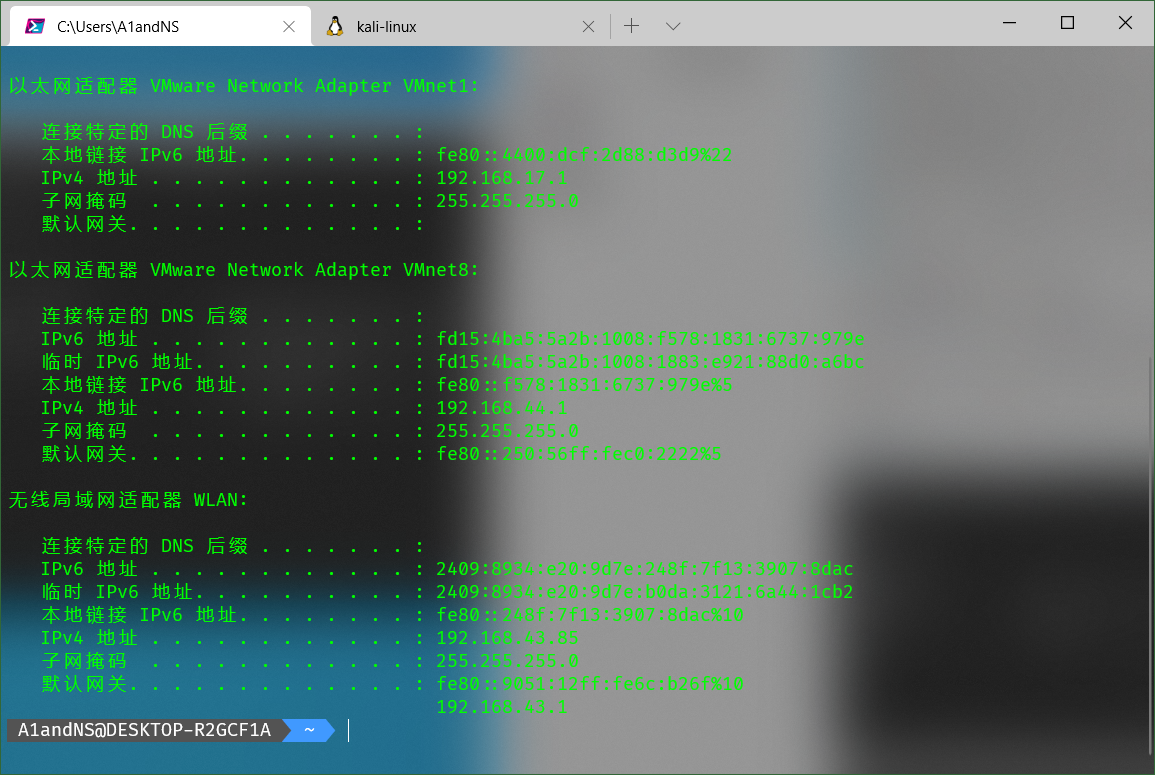 C:\Users\A1andNS
kali-linux
以太网适配器 VMware Network Adapter VMnet1:
连接特定的 DNS 后缀 . . . . . . . :
本地链接 IPv6 地址. . . . . . . . : fe80::4400:dcf:2d88:d3d9%22
IPv4 地址 . . . . . . . . . . . . : 192.168.17.1
子网掩码  . . . . . . . . . . . . : 255.255.255.0
默认网关. . . . . . . . . . . . . :
以太网适配器 VMware Network Adapter VMnet8:
连接特定的 DNS 后缀 . . . . . . . :
IPv6 地址 . . . . . . . . . . . . : fd15:4ba5:5a2b:1008:f578:1831:6737:979e
临时 IPv6 地址. . . . . . . . . . : fd15:4ba5:5a2b:1008:1883:e921:88d0:a6bc
本地链接 IPv6 地址. . . . . . . . : fe80::f578:1831:6737:979e%5
IPv4 地址 . . . . . . . . . . . . : 192.168.44.1
子网掩码  . . . . . . . . . . . . : 255.255.255.0
默认网关. . . . . . . . . . . . . : fe80::250:56ff:fec0:2222%5
无线局域网适配器 WLAN:
连接特定的 DNS 后缀 . . . . . . . :
IPv6 地址 . . . . . . . . . . . . : 2409:8934:e20:9d7e:248f:7f13:3907:8dac
临时 IPv6 地址. . . . . . . . . . : 2409:8934:e20:9d7e:b0da:3121:6a44:1cb2
本地链接 IPv6 地址. . . . . . . . : fe80::248f:7f13:3907:8dac%10
IPv4 地址 . . . . . . . . . . . . : 192.168.43.85
子网掩码  . . . . . . . . . . . . : 255.255.255.0
默认网关. . . . . . . . . . . . . : fe80::9051:12ff:fe6c:b26f%10
192.168.43.1
A1andNS@DESKTOP-R2GCF1A ~